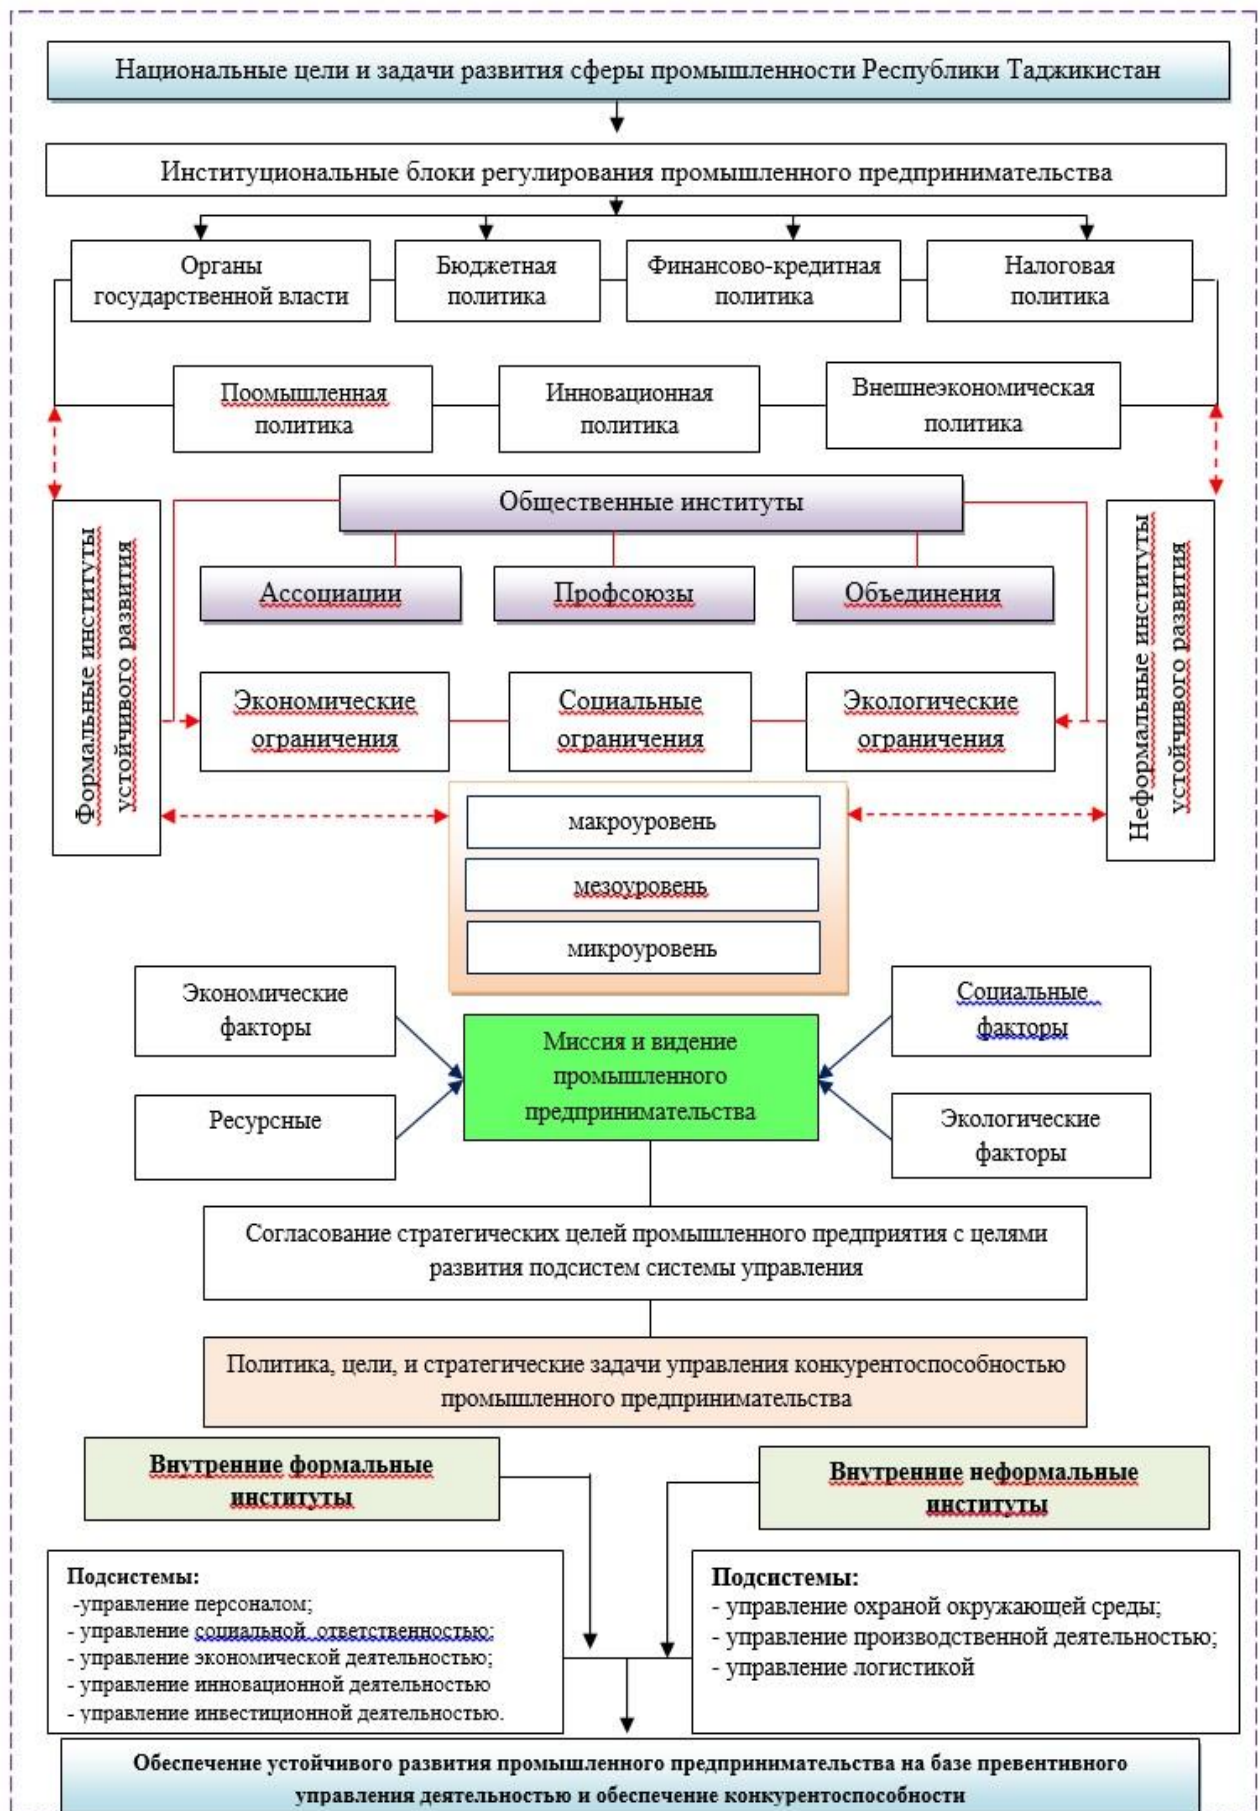 Национальные цели и задачи развития сферы промышленности Республики Таджикистан
Институциональные блоки регулирования промышленного предпринимательства
Органы
государственной власти
Бюджетная
политика
Финансово-кредитная
политика
Налоговая
политика
Поомышленная
политика
Инновационная
политика
Внешнеэкономическая
политика
Формальные институты
устойчивого развития
Общественные институты
Ассоциации
Профсоюзы
Объединения
Неформальные институты
устойчивого развития
Экономические
ограничения
Социальные
ограничения
Экологические
ограничения
макроуровень
мезоуровень
микроуровень
Экономические
факторы
Социальные
факторы
Миссия и видение
промышленного
предпринимательства
Ресурсные
Экологические
факторы
Согласование стратегических целей промышленного предприятия с целями
развития подсистем системы управления
Политика, цели, и стратегические задачи управления конкурентоспособностью
промышленного предпринимательства
Внутренние формальные
институты
Внутренние неформальные
институты
Подсистемы:
-управление персоналом;
- управление социальной ответственностью;
- управление экономической деятельностью;
- управление инновационной деятельностью
- управление инвестиционной деятельностью.
Подсистемы:
- управление охраной окружающей среды;
- управление производственной деятельностью;
- управление логистикой
Обеспечение устойчивого развития промышленного предпринимательства на базе превентивного
управления деятельностью и обеспечение конкурентоспособности